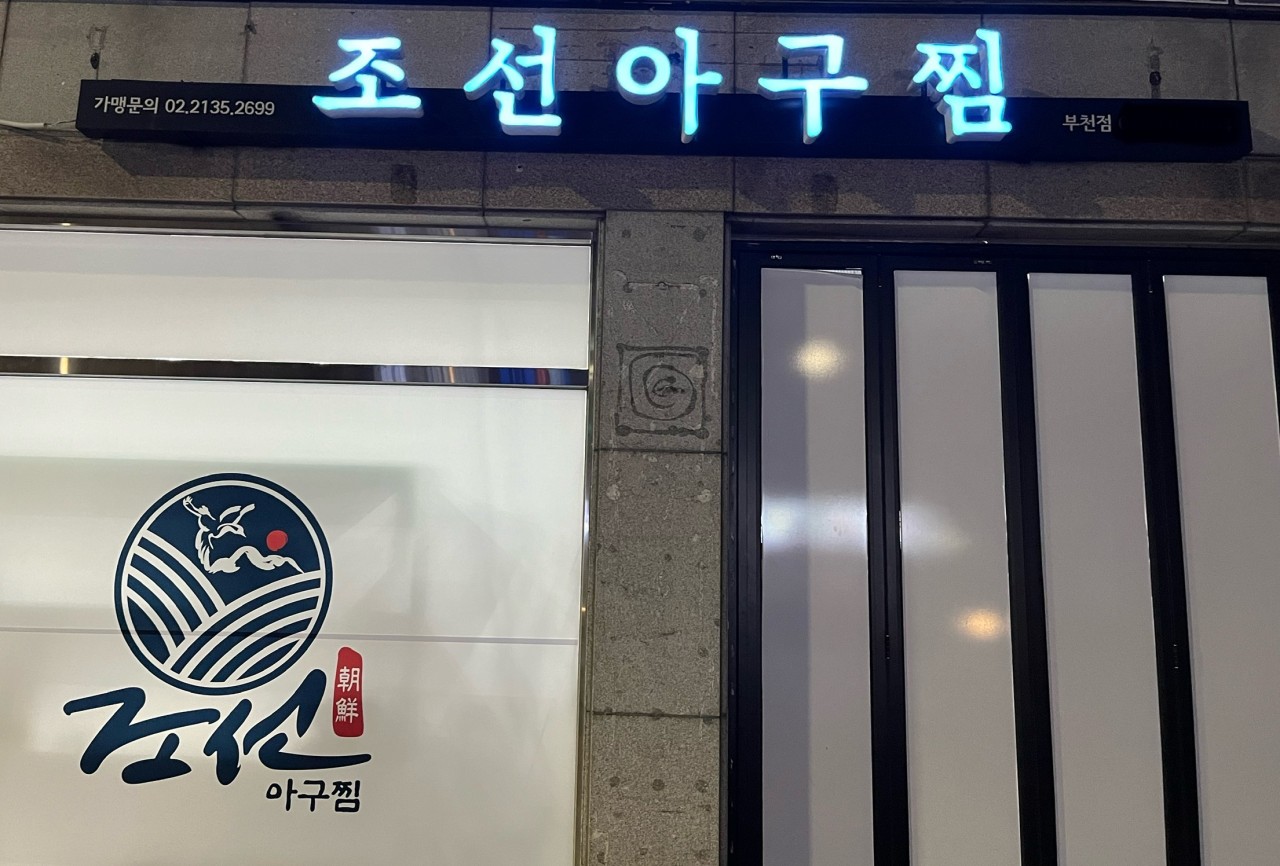 조선아구찜
가맹문의 02.2135.2699
부천점
조선
朝鮮
아구찜